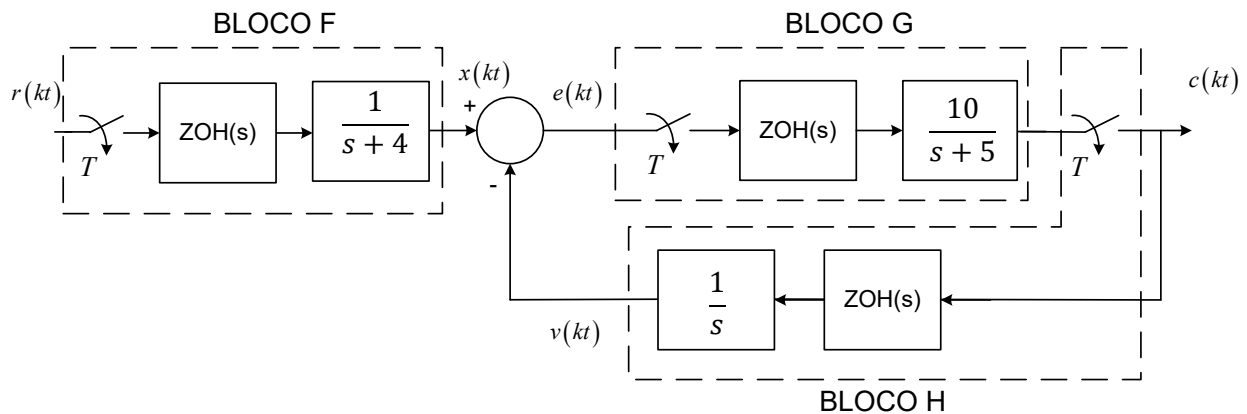 BLOCO F
BLOCO G
r(kt)
T
ZOH(s)
1
s + 4
x(kt)
+
-
e(kt)
T
ZOH(s)
10
s + 5
T
c(kt)
1
s
ZOH(s)
v(kt)
BLOCO H